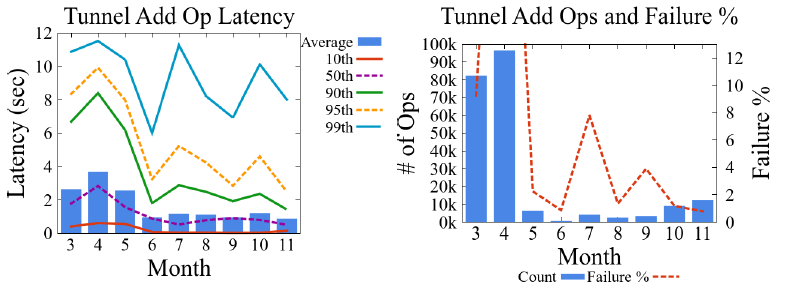 Tunnel Add Op Latency
12
10
8
6
4
2
0
Latency (sec)
3 4 5 6 7 8 9 10 11
Month
Average
10th
50th
90th
95th
99th
Tunnel Add Ops and Failure %
100k
90k
80k
70k
60k
50k
40k
30k
20k
10k
0k
# of Ops
12
10
8
6
4
2
0
Failure %
3 4 5 6 7 8 9 10 11
Month
Count Failure %